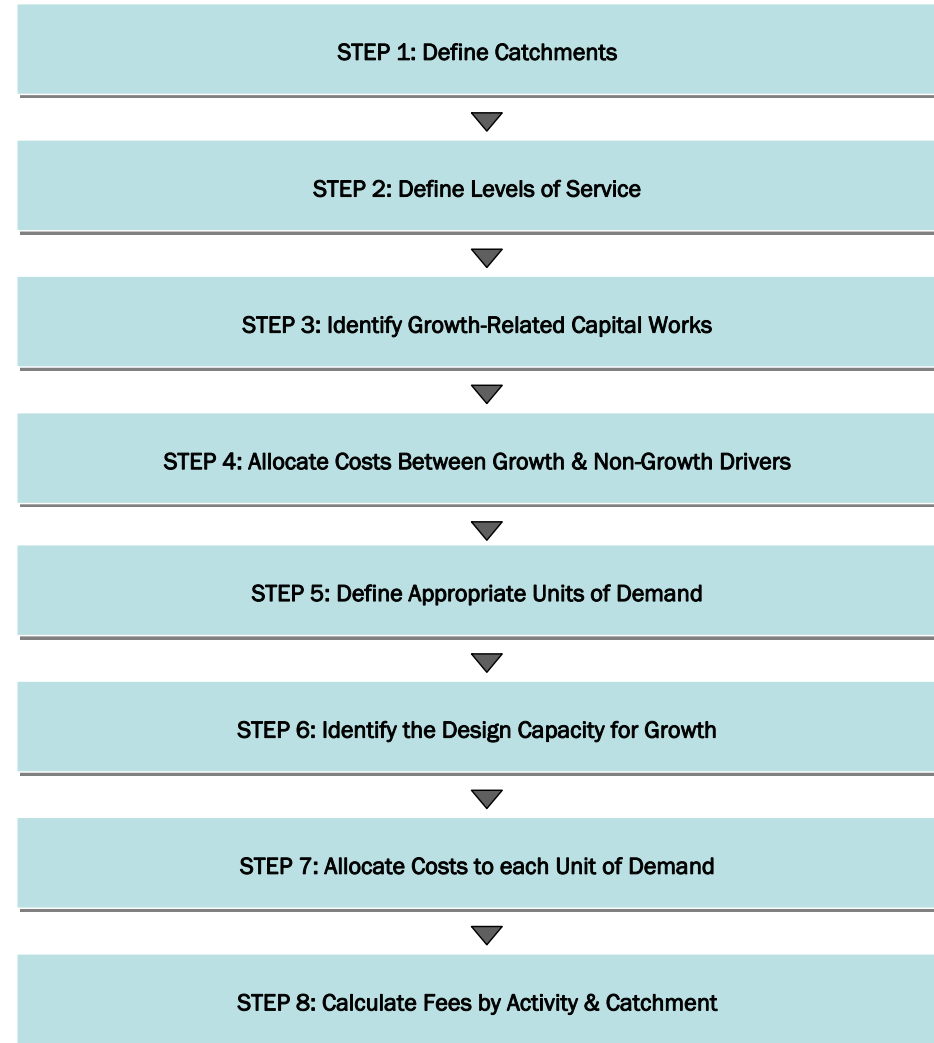 STEP 1: Define Catchments
STEP 2: Define Levels of Service
STEP 3: Identify Growth-Related Capital Works
STEP 4: Allocate Costs Between Growth & Non-Growth Drivers
STEP 5: Define Appropriate Units of Demand
STEP 6: Identify the Design Capacity for Growth
STEP 7: Allocate Costs to each Unit of Demand
STEP 8: Calculate Fees by Activity & Catchment